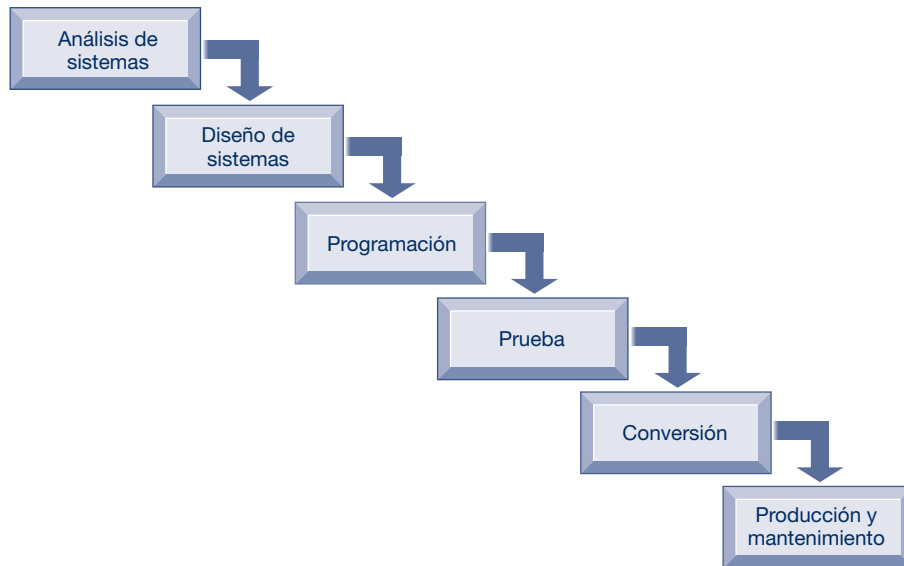 Análisis de
sistemas
Diseño de
sistemas
Programación
Prueba
Conversión
Producción y
mantenimiento